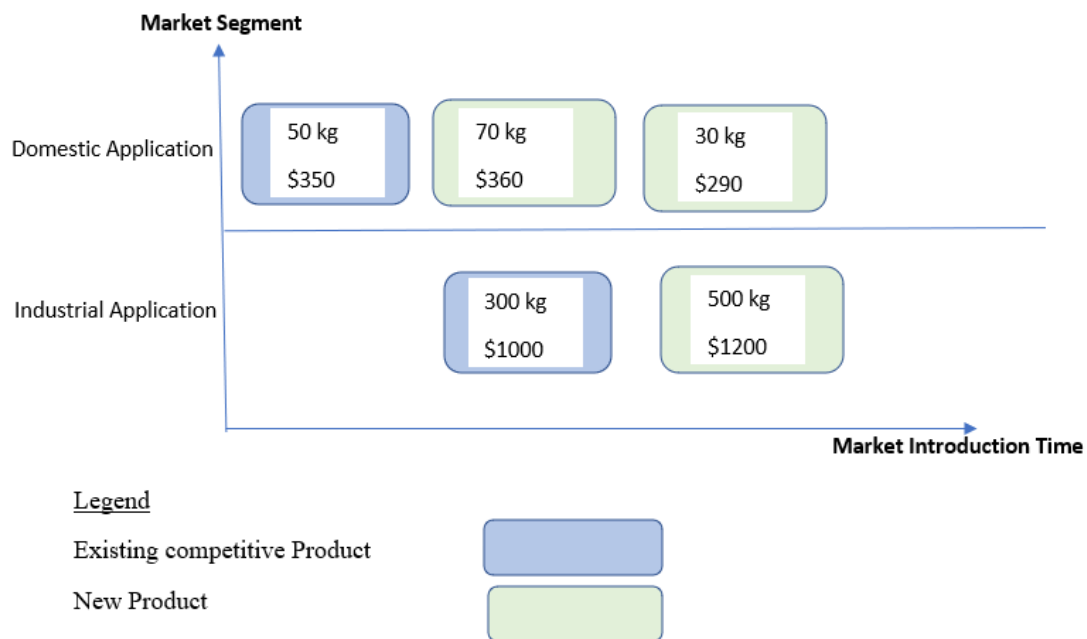 Market Segment
Domestic Application
50 kg
$350
70 kg
$360
30 kg
$290
Industrial Application
300 kg
$1000
500 kg
$1200
Market Introduction Time
Legend
Existing competitive Product
New Product